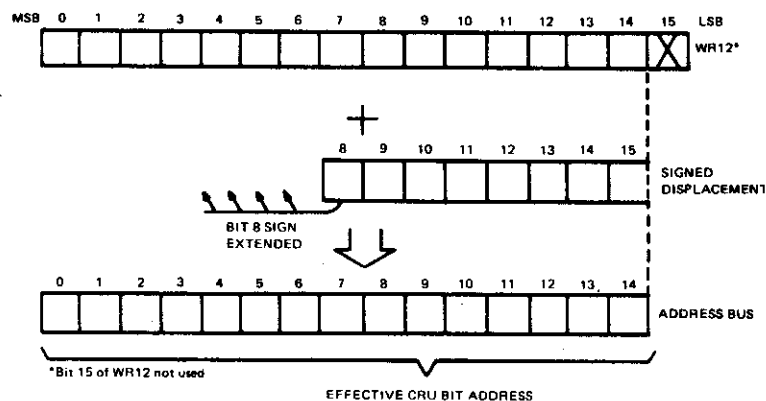 MSB 0 1 2 3 4 5 6 7 8 9 10 11 12 13 14 15 LSB
WR12*
8 9 10 11 12 13 14 15
SIGNED
DISPLACEMENT
BIT 8 SIGN
EXTENDED
0 1 2 3 4 5 6 7 8 9 10 11 12 13 14
ADDRESS BUS
*Bit 15 of WR12 not used
EFFECTIVE CRU BIT ADDRESS